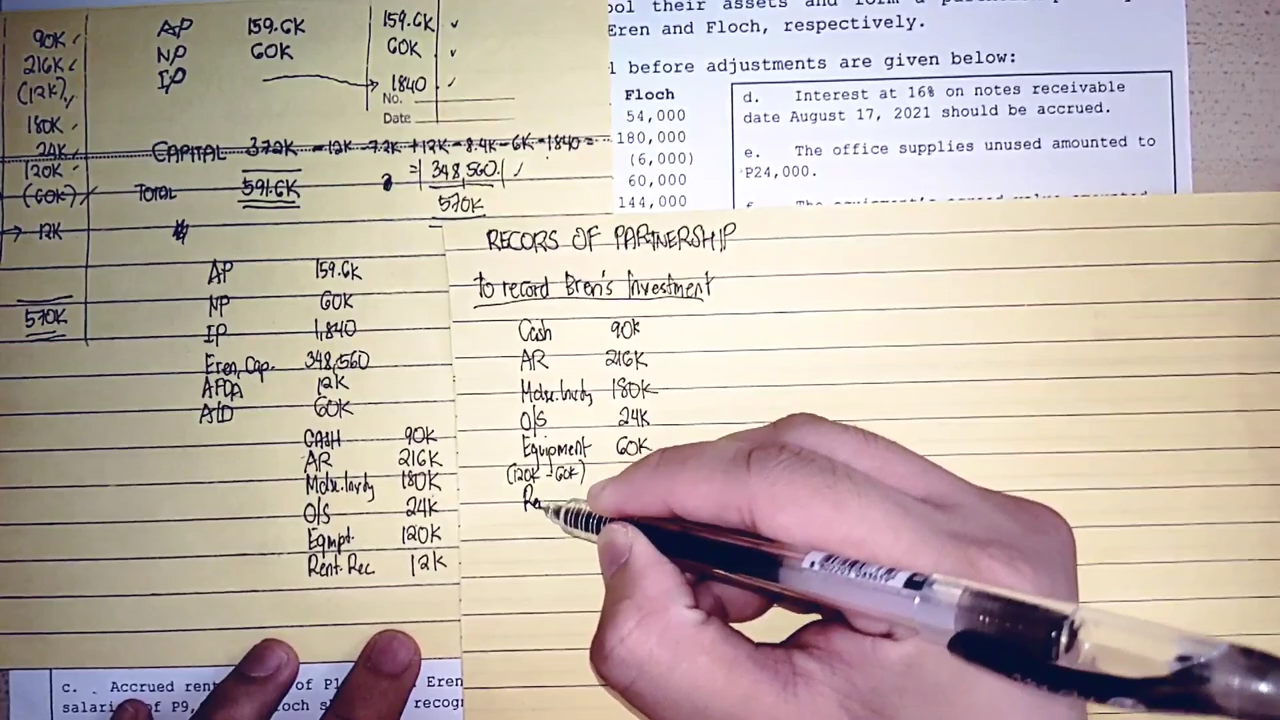 90K
216K
(12K)
180K
24K
120K
(60K)
12K
570K
AP 159.6K 159.6K
NP 60K 60K
IP 1840
No.
Date
CAPITAL 372K -12K -7.2K +12K -8.4K -6K -1840 =
= 348,560
TOTAL 591.6K
570K
AP 159.6K
NP 60K
IP 1,840
Eren, Cap. 348,560
AFDA 12K
A/D 60K
CASH 90K
AR 216K
Mdse. Invty 180K
O/S 24K
Eqmpt. 120K
Rent. Rec 12K
ool their assets and form a partnership
Eren and Floch, respectively.
l before adjustments are given below:
Floch
54,000
180,000
(6,000)
60,000
144,000
d. Interest at 16% on notes receivable
date August 17, 2021 should be accrued.
e. The office supplies unused amounted to
P24,000.
RECORS OF PARTNERSHIP
to record Eren's Investment
Cash 90K
AR 216K
Mdse. Invty 180K
O/S 24K
Equipment 60K
(120K - 60K)
Re
c. Accrued rent of P1 Eren
salari of P9, loch s recog